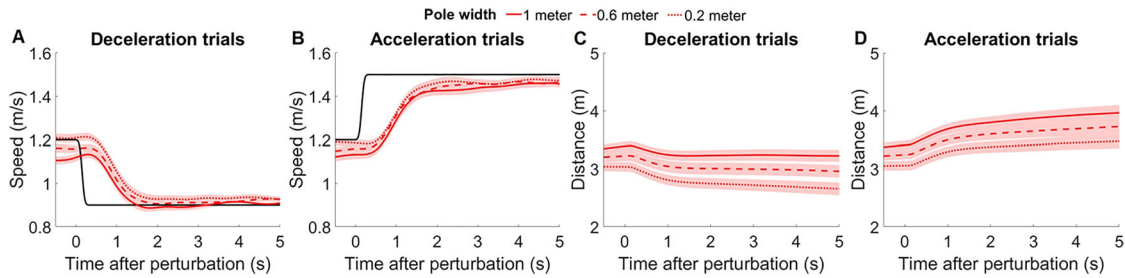 Pole width 1 meter 0.6 meter 0.2 meter
A Deceleration trials
1.6
1.4
1.2
1
0.8
Speed (m/s)
0 1 2 3 4 5
Time after perturbation (s)
B Acceleration trials
1.6
1.4
1.2
1
0.8
Speed (m/s)
0 1 2 3 4 5
Time after perturbation (s)
C Deceleration trials
5
4
3
2
Distance (m)
0 1 2 3 4 5
Time after perturbation (s)
D Acceleration trials
5
4
3
2
Distance (m)
0 1 2 3 4 5
Time after perturbation (s)